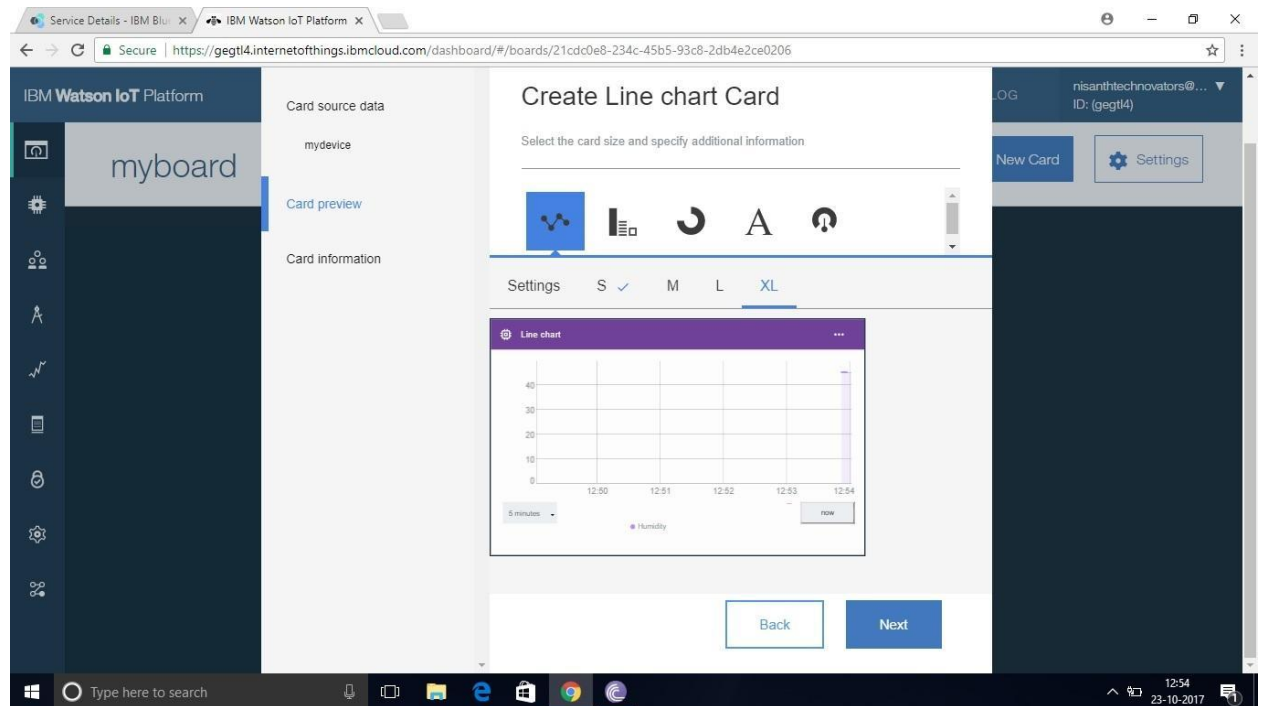 Service Details - IBM Blu
IBM Watson IoT Platform
Secure | https://gegtl4.internetofthings.ibmcloud.com/dashboard/#/boards/21cdc0e8-234c-45b5-93c8-2db4e2ce0206
IBM Watson IoT Platform
LOG
nisanthtechnovators@...
ID: (gegtl4)
myboard
New Card
Settings
Card source data
mydevice
Card preview
Card information
Create Line chart Card
Select the card size and specify additional information
A
Settings S M L XL
Line chart
40
30
20
10
0
12:50 12:51 12:52 12:53 12:54
5 minutes
now
Humidity
Back
Next
Type here to search
12:54
23-10-2017
1